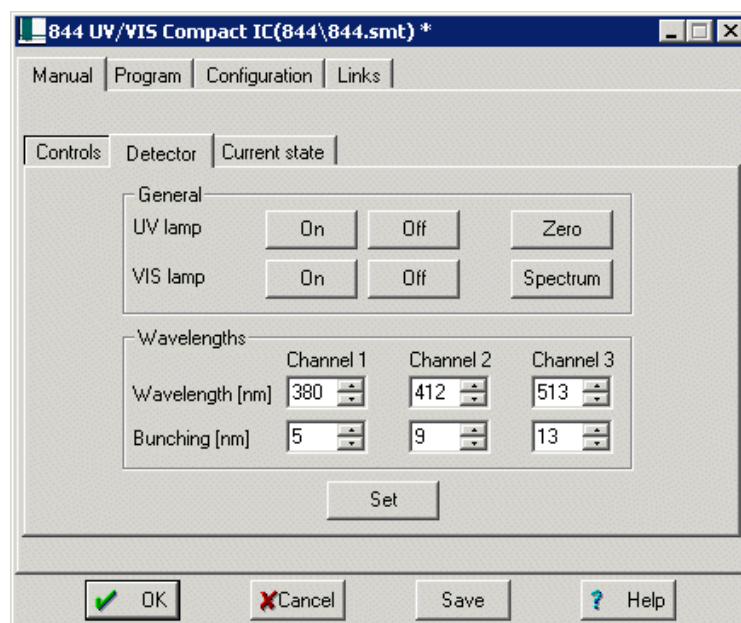 844 UV/VIS Compact IC(844\844.smt) *
Manual Program Configuration Links
Controls Detector Current state
General
UV lamp On Off Zero
VIS lamp On Off Spectrum
Wavelengths
Channel 1 Channel 2 Channel 3
Wavelength [nm] 380 412 513
Bunching [nm] 5 9 13
Set
OK Cancel Save ? Help